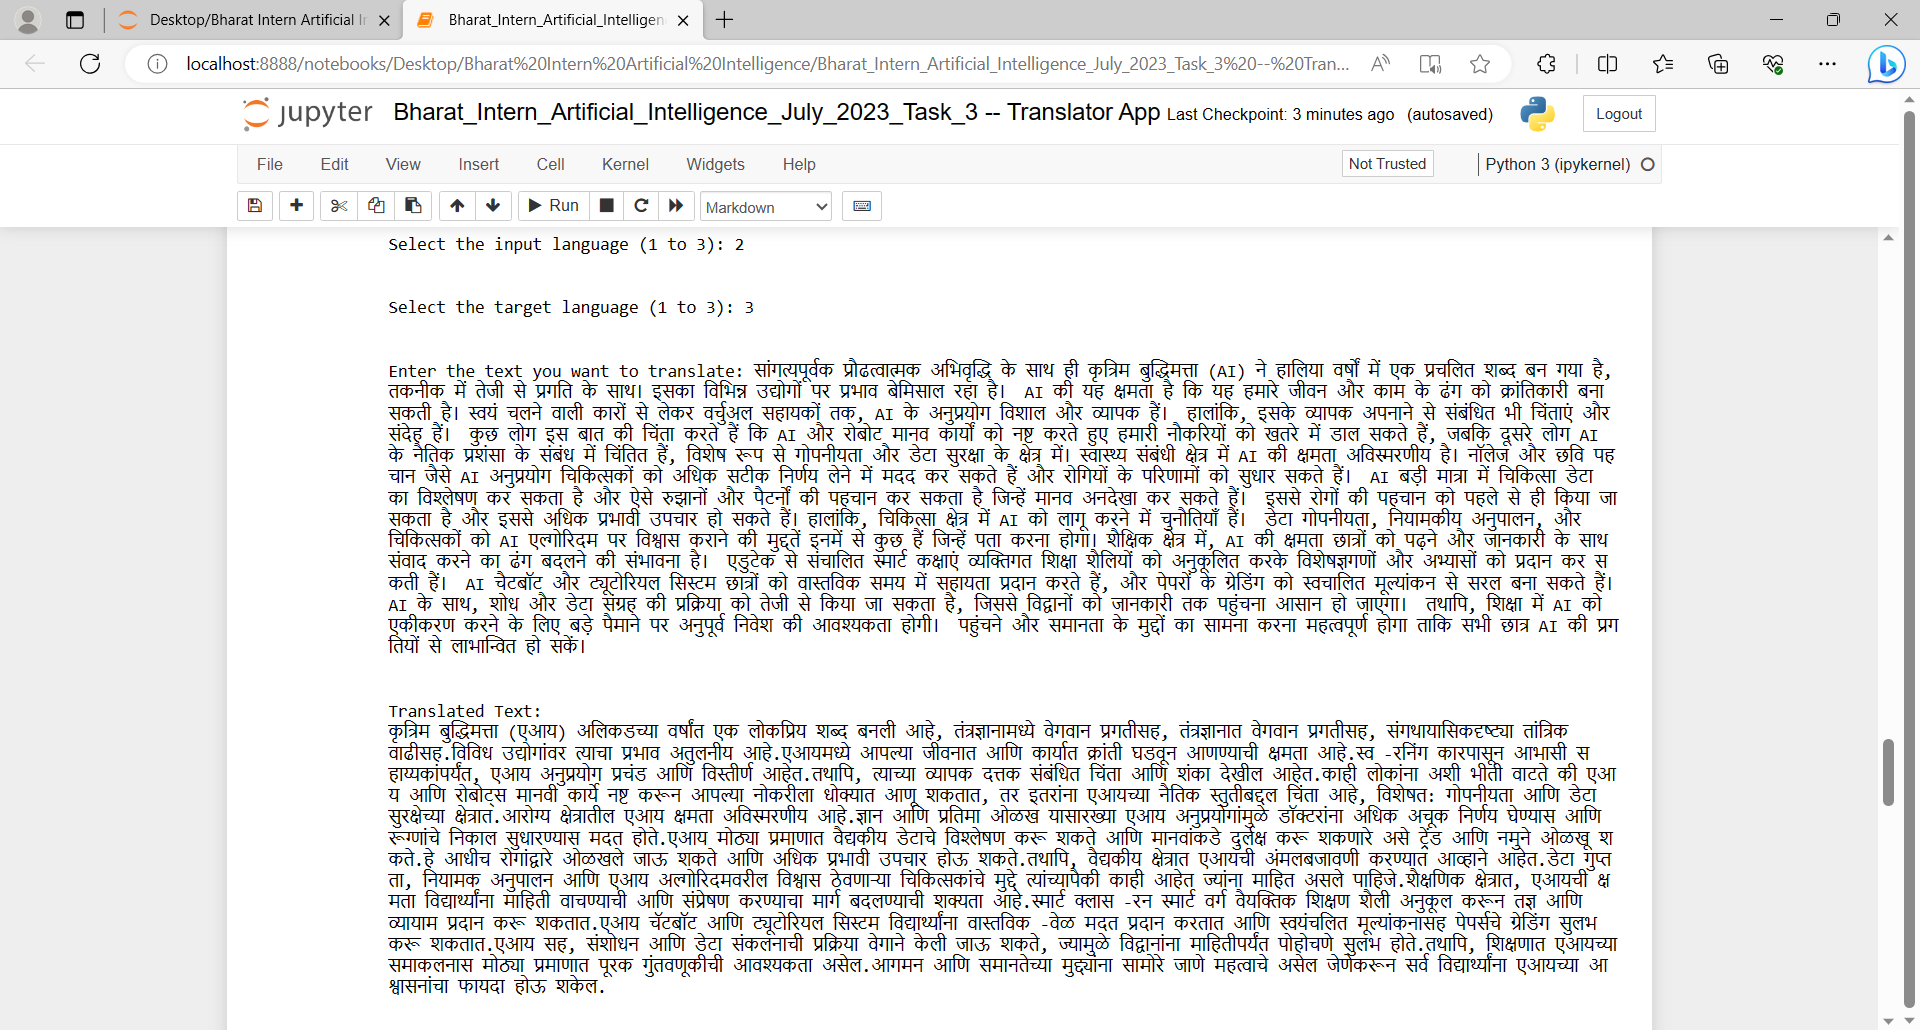 Desktop/Bharat Intern Artificial Ir
Bharat_Intern_Artificial_Intelligen
localhost:8888/notebooks/Desktop/Bharat%20Intern%20Artificial%20Intelligence/Bharat_Intern_Artificial_Intelligence_July_2023_Task_3%20--%20Tran...
jupyter Bharat_Intern_Artificial_Intelligence_July_2023_Task_3 -- Translator App Last Checkpoint: 3 minutes ago (autosaved)
Logout
File Edit View Insert Cell Kernel Widgets Help
Not Trusted
Python 3 (ipykernel)
Run
Markdown
Select the input language (1 to 3): 2
Select the target language (1 to 3): 3
Enter the text you want to translate: सांगत्यपूर्वक प्रौढत्वात्मक अभिवृद्धि के साथ ही कृत्रिम बुद्धिमत्ता (AI) ने हालिया वर्षों में एक प्रचलित शब्द बन गया है,
तकनीक में तेजी से प्रगति के साथ। इसका विभिन्न उद्योगों पर प्रभाव बेमिसाल रहा है। AI की यह क्षमता है कि यह हमारे जीवन और काम के ढंग को क्रांतिकारी बना
सकती है। स्वयं चलने वाली कारों से लेकर वर्चुअल सहायकों तक, AI के अनुप्रयोग विशाल और व्यापक हैं। हालांकि, इसके व्यापक अपनाने से संबंधित भी चिंताएं और
संदेह हैं। कुछ लोग इस बात की चिंता करते हैं कि AI और रोबोट मानव कार्यों को नष्ट करते हुए हमारी नौकरियों को खतरे में डाल सकते हैं, जबकि दूसरे लोग AI
के नैतिक प्रशंसा के संबंध में चिंतित हैं, विशेष रूप से गोपनीयता और डेटा सुरक्षा के क्षेत्र में। स्वास्थ्य संबंधी क्षेत्र में AI की क्षमता अविस्मरणीय है। नॉलेज और छवि पह
चान जैसे AI अनुप्रयोग चिकित्सकों को अधिक सटीक निर्णय लेने में मदद कर सकते हैं और रोगियों के परिणामों को सुधार सकते हैं। AI बड़ी मात्रा में चिकित्सा डेटा
का विश्लेषण कर सकता है और ऐसे रुझानों और पैटर्नों की पहचान कर सकता है जिन्हें मानव अनदेखा कर सकते हैं। इससे रोगों की पहचान को पहले से ही किया जा
सकता है और इससे अधिक प्रभावी उपचार हो सकते हैं। हालांकि, चिकित्सा क्षेत्र में AI को लागू करने में चुनौतियाँ हैं। डेटा गोपनीयता, नियामकीय अनुपालन, और
चिकित्सकों को AI एल्गोरिदम पर विश्वास कराने की मुद्दतें इनमें से कुछ हैं जिन्हें पता करना होगा। शैक्षिक क्षेत्र में, AI की क्षमता छात्रों को पढ़ने और जानकारी के साथ
संवाद करने का ढंग बदलने की संभावना है। एडुटेक से संचालित स्मार्ट कक्षाएं व्यक्तिगत शिक्षा शैलियों को अनुकूलित करके विशेषज्ञगणों और अभ्यासों को प्रदान कर स
कती हैं। AI चैटबॉट और ट्यूटोरियल सिस्टम छात्रों को वास्तविक समय में सहायता प्रदान करते हैं, और पेपरों के ग्रेडिंग को स्वचालित मूल्यांकन से सरल बना सकते हैं।
AI के साथ, शोध और डेटा संग्रह की प्रक्रिया को तेजी से किया जा सकता है, जिससे विद्वानों को जानकारी तक पहुंचना आसान हो जाएगा। तथापि, शिक्षा में AI को
एकीकरण करने के लिए बड़े पैमाने पर अनुपूर्व निवेश की आवश्यकता होगी। पहुंचने और समानता के मुद्दों का सामना करना महत्वपूर्ण होगा ताकि सभी छात्र AI की प्रग
तियों से लाभान्वित हो सकें।
Translated Text:
कृत्रिम बुद्धिमत्ता (एआय) अलिकडच्या वर्षांत एक लोकप्रिय शब्द बनली आहे, तंत्रज्ञानामध्ये वेगवान प्रगतीसह, तंत्रज्ञानात वेगवान प्रगतीसह, संगथायासिकदृष्ट्या तांत्रिक
वाढीसह.विविध उद्योगांवर त्याचा प्रभाव अतुलनीय आहे.एआयमध्ये आपल्या जीवनात आणि कार्यात क्रांती घडवून आणण्याची क्षमता आहे.स्व -रनिंग कारपासून आभासी स
हाय्यकांपर्यंत, एआय अनुप्रयोग प्रचंड आणि विस्तीर्ण आहेत.तथापि, त्याच्या व्यापक दत्तक संबंधित चिंता आणि शंका देखील आहेत.काही लोकांना अशी भीती वाटते की एआ
य आणि रोबोट्स मानवी कार्ये नष्ट करून आपल्या नोकरीला धोक्यात आणू शकतात, तर इतरांना एआयच्या नैतिक स्तुतीबद्दल चिंता आहे, विशेषत: गोपनीयता आणि डेटा
सुरक्षेच्या क्षेत्रात.आरोग्य क्षेत्रातील एआय क्षमता अविस्मरणीय आहे.ज्ञान आणि प्रतिमा ओळख यासारख्या एआय अनुप्रयोगांमुळे डॉक्टरांना अधिक अचूक निर्णय घेण्यास आणि
रूग्णांचे निकाल सुधारण्यास मदत होते.एआय मोठ्या प्रमाणात वैद्यकीय डेटाचे विश्लेषण करू शकते आणि मानवांकडे दुर्लक्ष करू शकणारे असे ट्रेंड आणि नमुने ओळखू श
कते.हे आधीच रोगांद्वारे ओळखले जाऊ शकते आणि अधिक प्रभावी उपचार होऊ शकते.तथापि, वैद्यकीय क्षेत्रात एआयची अंमलबजावणी करण्यात आव्हाने आहेत.डेटा गुप्त
ता, नियामक अनुपालन आणि एआय अल्गोरिदमवरील विश्वास ठेवणाऱ्या चिकित्सकांचे मुद्दे त्यांच्यापैकी काही आहेत ज्यांना माहित असले पाहिजे.शैक्षणिक क्षेत्रात, एआयची क्ष
मता विद्यार्थ्यांना माहिती वाचण्याची आणि संप्रेषण करण्याचा मार्ग बदलण्याची शक्यता आहे.स्मार्ट क्लास -रन स्मार्ट वर्ग वैयक्तिक शिक्षण शैली अनुकूल करून तज्ञ आणि
व्यायाम प्रदान करू शकतात.एआय चॅटबॉट आणि ट्यूटोरियल सिस्टम विद्यार्थ्यांना वास्तविक -वेळ मदत प्रदान करतात आणि स्वयंचलित मूल्यांकनासह पेपर्सचे ग्रेडिंग सुलभ
करू शकतात.एआय सह, संशोधन आणि डेटा संकलनाची प्रक्रिया वेगाने केली जाऊ शकते, ज्यामुळे विद्वानांना माहितीपर्यंत पोहोचणे सुलभ होते.तथापि, शिक्षणात एआयच्या
समाकलनास मोठ्या प्रमाणात पूरक गुंतवणूकीची आवश्यकता असेल.आगमन आणि समानतेच्या मुद्द्यांना सामोरे जाणे महत्वाचे असेल जेणेकरून सर्व विद्यार्थ्यांना एआयच्या आ
श्वासनांचा फायदा होऊ शकेल.